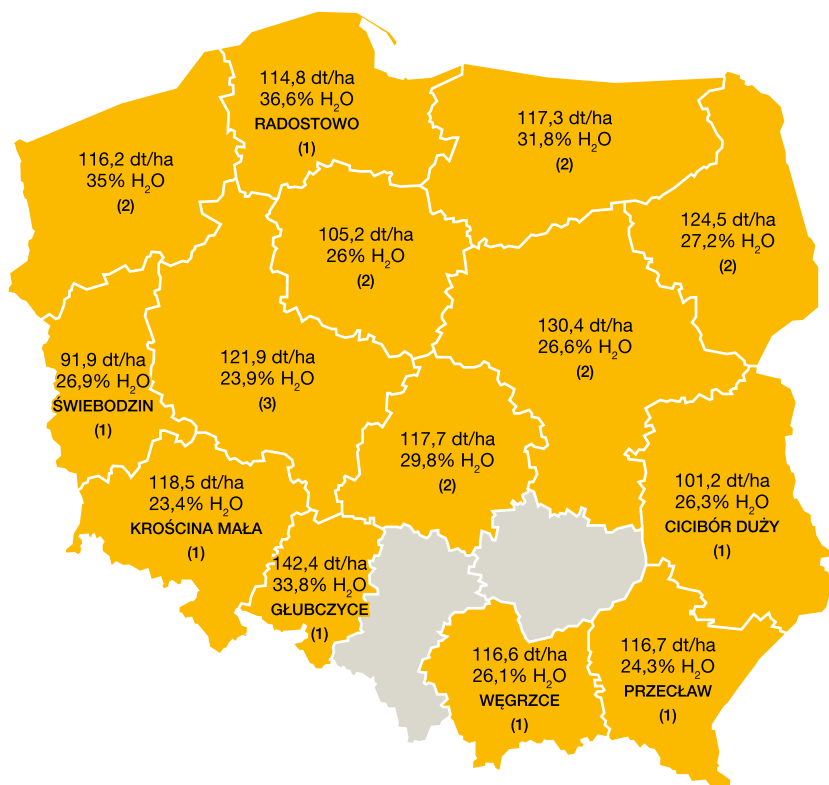 114,8 dt/ha
36,6% H₂O
RADOSTOWO
(1)
117,3 dt/ha
31,8% H₂O
(2)
116,2 dt/ha
35% H₂O
(2)
124,5 dt/ha
27,2% H₂O
(2)
105,2 dt/ha
26% H₂O
(2)
130,4 dt/ha
26,6% H₂O
(2)
91,9 dt/ha
26,9% H₂O
ŚWIEBODZIN
(1)
121,9 dt/ha
23,9% H₂O
(3)
117,7 dt/ha
29,8% H₂O
(2)
118,5 dt/ha
23,4% H₂O
KROŚCINA MAŁA
(1)
101,2 dt/ha
26,3% H₂O
CICIBÓR DUŻY
(1)
142,4 dt/ha
33,8% H₂O
GŁUBCZYCE
(1)
116,6 dt/ha
26,1% H₂O
WĘGRZCE
(1)
116,7 dt/ha
24,3% H₂O
PRZECŁAW
(1)